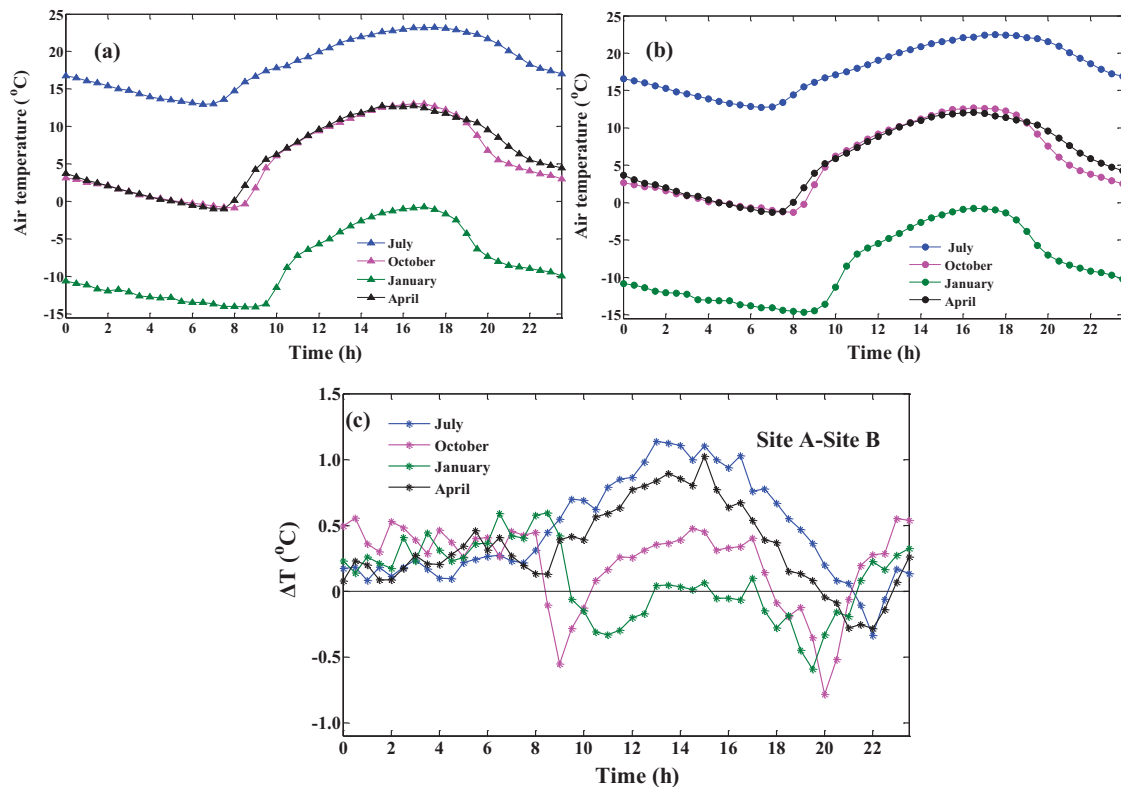 25
20
15
10
5
0
-5
-10
-15
Air temperature (°C)
(a)
July
October
January
April
0 2 4 6 8 10 12 14 16 18 20 22
Time (h)
25
20
15
10
5
0
-5
-10
-15
Air temperature (°C)
(b)
July
October
January
April
0 2 4 6 8 10 12 14 16 18 20 22
Time (h)
1.5
1.0
0.5
0
-0.5
-1.0
ΔT (°C)
(c)
July
October
January
April
Site A-Site B
0 2 4 6 8 10 12 14 16 18 20 22
Time (h)